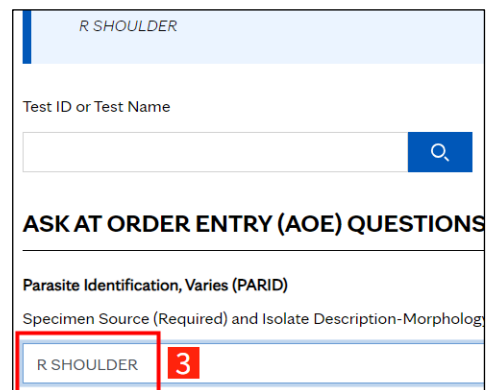 R SHOULDER
Test ID or Test Name
ASK AT ORDER ENTRY (AOE) QUESTIONS
Parasite Identification, Varies (PARID)
Specimen Source (Required) and Isolate Description-Morphology
R SHOULDER 3